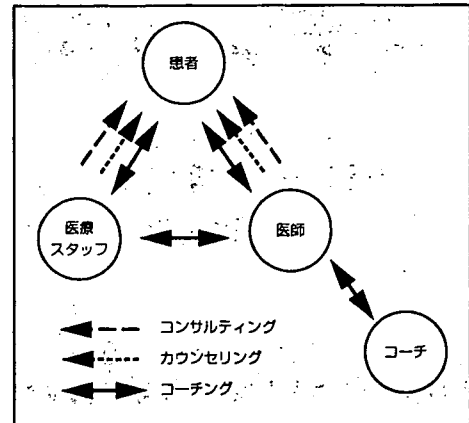 患者
医療
スタッフ
医師
コーチ
コンサルティング
カウンセリング
コーチング